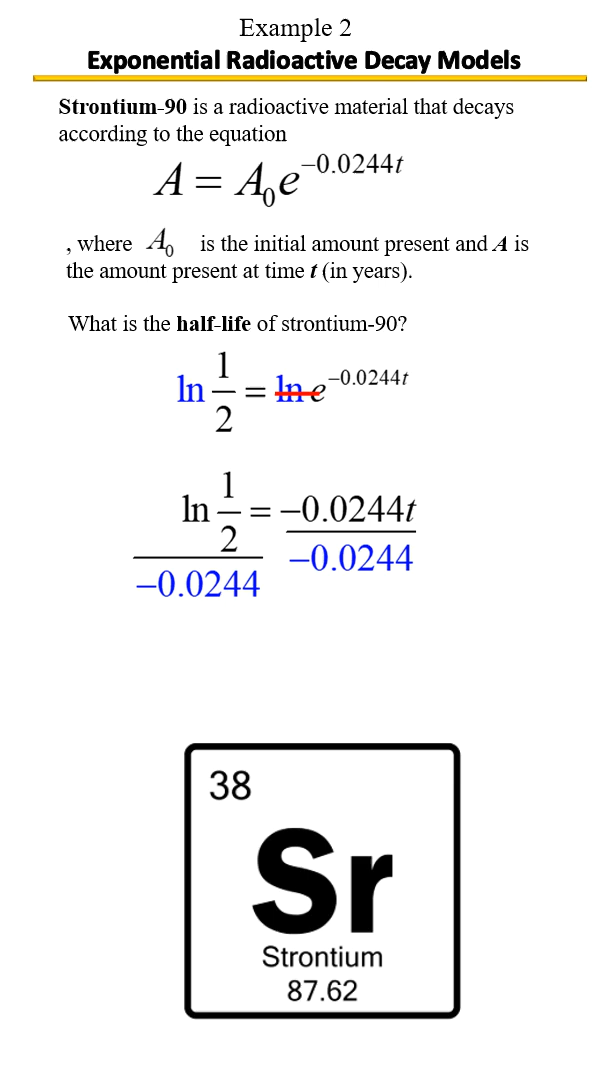 Example 2
Exponential Radioactive Decay Models
Strontium-90 is a radioactive material that decays
according to the equation
A = A₀e^−0.0244t
, where A₀ is the initial amount present and A is
the amount present at time t (in years).
What is the half-life of strontium-90?
ln 1/2 = ln e^−0.0244t
ln 1/2 = −0.0244t
−0.0244 −0.0244
38
Sr
Strontium
87.62